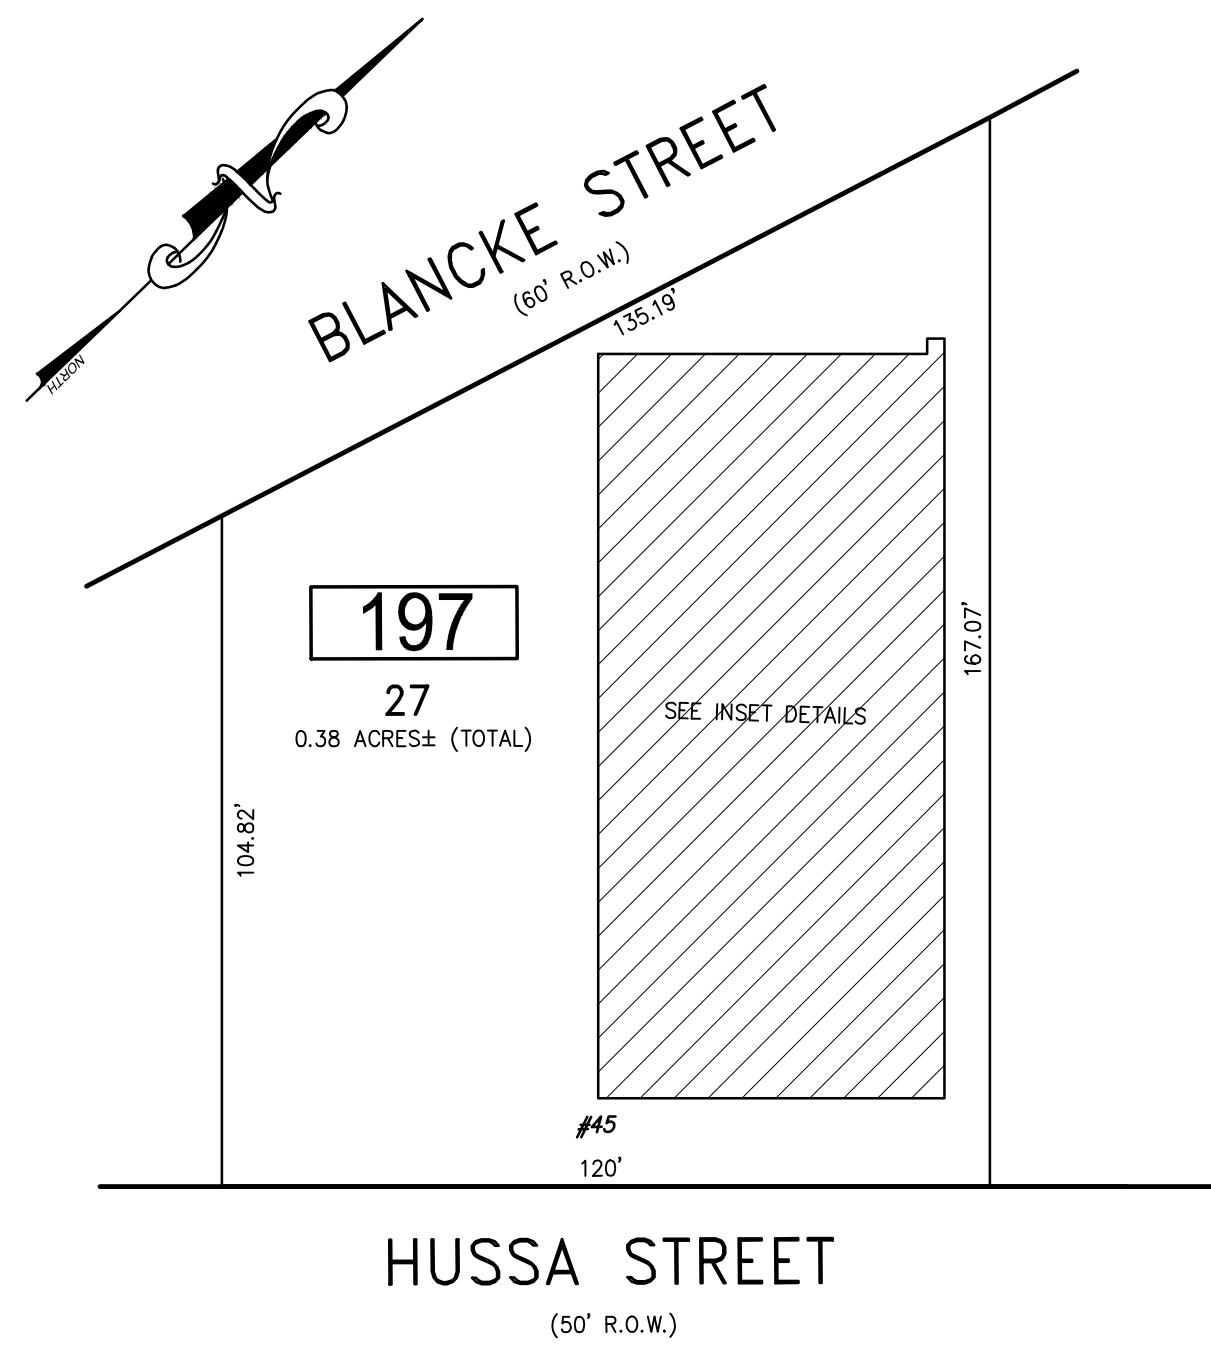 BLANCKE STREET
(60' R.O.W.)
135.19'
NORTH
197
27
0.38 ACRES± (TOTAL)
SEE INSET DETAILS
167.07'
104.82'
#45
120'
HUSSA STREET
(50' R.O.W.)